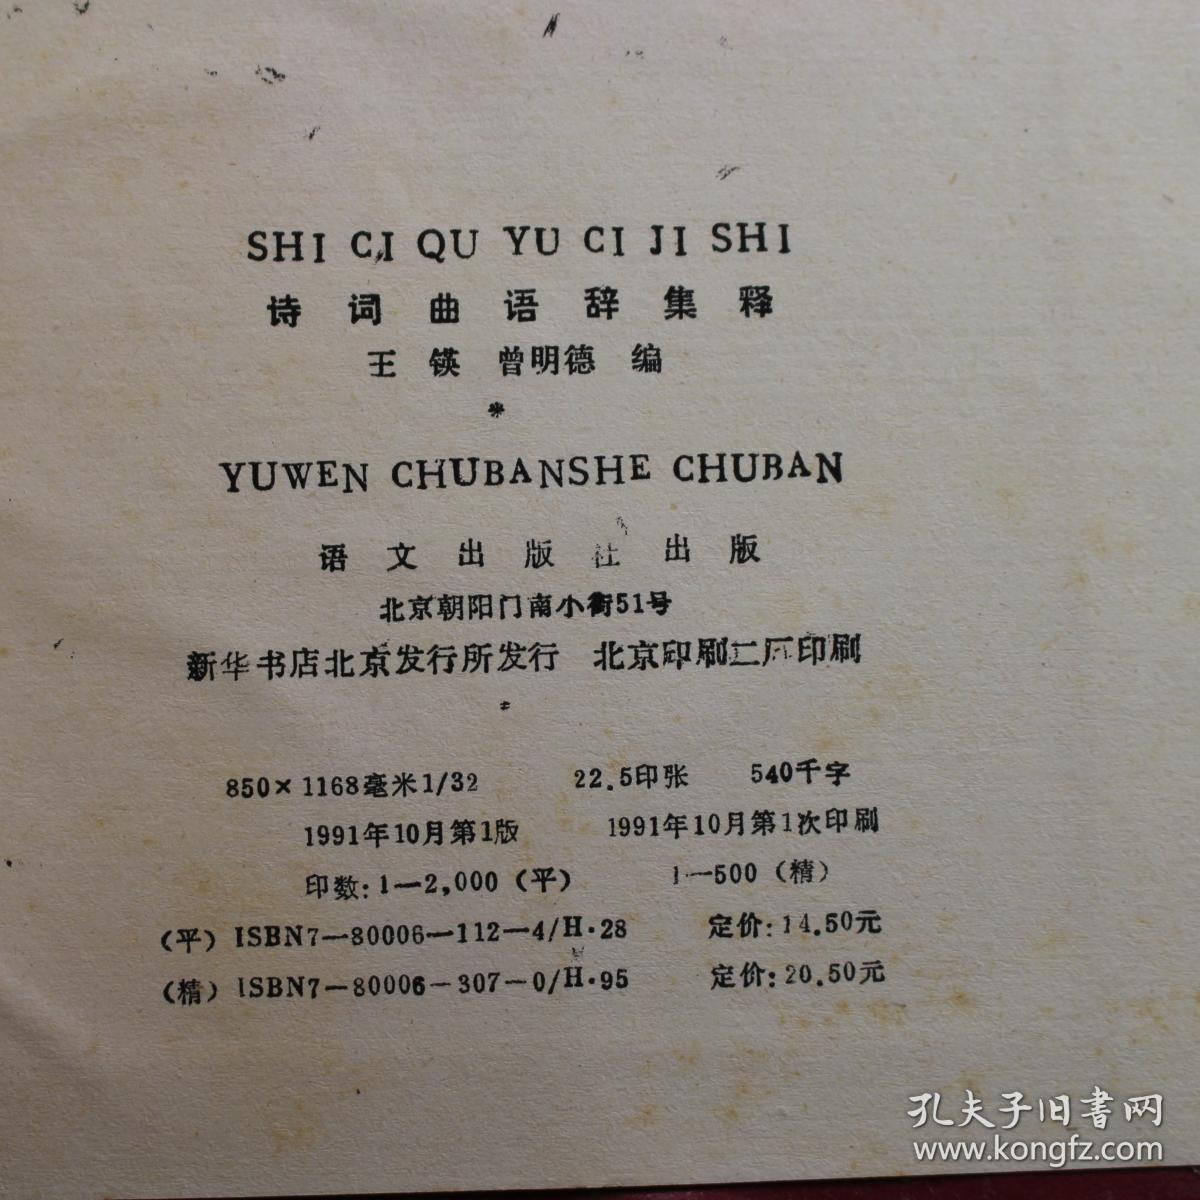 SHI CI QU YU CI JI SHI
诗词曲语辞集释
王锳 曾明德 编
*
YUWEN CHUBANSHE CHUBAN
语文出版社出版
北京朝阳门南小街51号
新华书店北京发行所发行 北京印刷二厂印刷
*
850×1168毫米1/32 22.5印张 540千字
1991年10月第1版 1991年10月第1次印刷
印数:1—2,000(平) 1—500(精)
(平)ISBN7—80006—112—4/H·28 定价:14.50元
(精)ISBN7—80006—307—0/H·95 定价:20.50元
孔夫子旧书网
www.kongfz.com